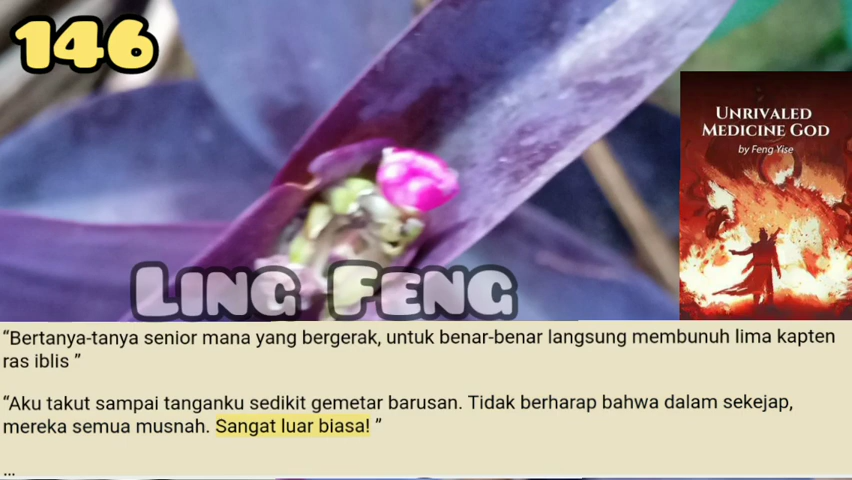 146
UNRIVALED
MEDICINE GOD
by Feng Yise
LING FENG
“Bertanya-tanya senior mana yang bergerak, untuk benar-benar langsung membunuh lima kapten
ras iblis ”
“Aku takut sampai tanganku sedikit gemetar barusan. Tidak berharap bahwa dalam sekejap,
mereka semua musnah. Sangat luar biasa! ”
...